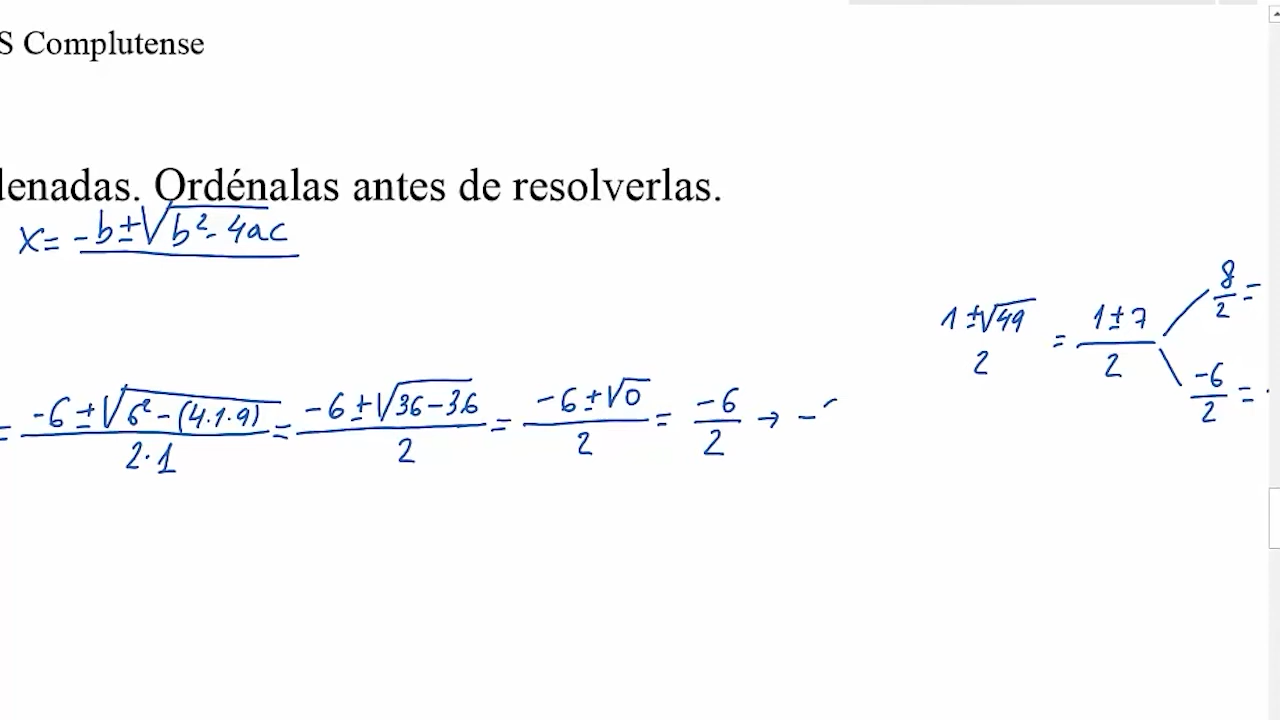 S Complutense
denadas. Ordénalas antes de resolverlas.
x= -b±√b²-4ac
1±√49 / 2 = 1±7 / 2 8/2 =
-6/2 =
= -6±√6²-(4·1·9) / 2·1 = -6±√36-36 / 2 = -6±√0 / 2 = -6/2 → -